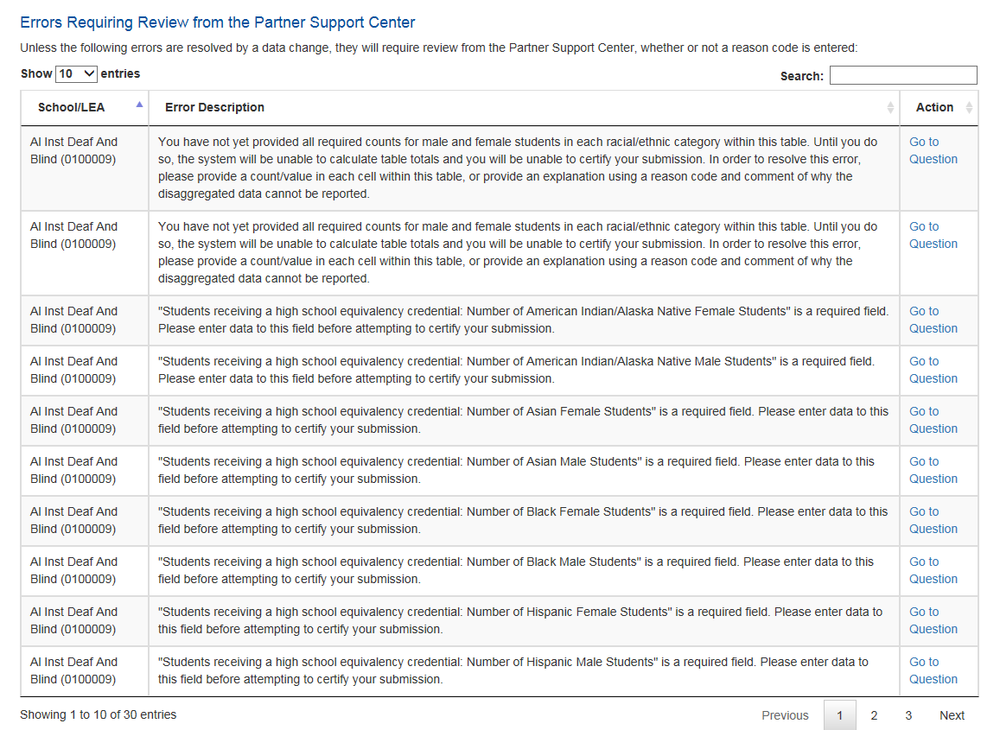 Errors Requiring Review from the Partner Support Center
Unless the following errors are resolved by a data change, they will require review from the Partner Support Center, whether or not a reason code is entered:
Show 10 entries
Search:
School/LEA Error Description Action
Al Inst Deaf And Blind (0100009)
You have not yet provided all required counts for male and female students in each racial/ethnic category within this table. Until you do
so, the system will be unable to calculate table totals and you will be unable to certify your submission. In order to resolve this error,
please provide a count/value in each cell within this table, or provide an explanation using a reason code and comment of why the
disaggregated data cannot be reported.
Go to Question
Al Inst Deaf And Blind (0100009)
You have not yet provided all required counts for male and female students in each racial/ethnic category within this table. Until you do
so, the system will be unable to calculate table totals and you will be unable to certify your submission. In order to resolve this error,
please provide a count/value in each cell within this table, or provide an explanation using a reason code and comment of why the
disaggregated data cannot be reported.
Go to Question
Al Inst Deaf And Blind (0100009)
"Students receiving a high school equivalency credential: Number of American Indian/Alaska Native Female Students" is a required field.
Please enter data to this field before attempting to certify your submission.
Go to Question
Al Inst Deaf And Blind (0100009)
"Students receiving a high school equivalency credential: Number of American Indian/Alaska Native Male Students" is a required field.
Please enter data to this field before attempting to certify your submission.
Go to Question
Al Inst Deaf And Blind (0100009)
"Students receiving a high school equivalency credential: Number of Asian Female Students" is a required field. Please enter data to this
field before attempting to certify your submission.
Go to Question
Al Inst Deaf And Blind (0100009)
"Students receiving a high school equivalency credential: Number of Asian Male Students" is a required field. Please enter data to this
field before attempting to certify your submission.
Go to Question
Al Inst Deaf And Blind (0100009)
"Students receiving a high school equivalency credential: Number of Black Female Students" is a required field. Please enter data to this
field before attempting to certify your submission.
Go to Question
Al Inst Deaf And Blind (0100009)
"Students receiving a high school equivalency credential: Number of Black Male Students" is a required field. Please enter data to this
field before attempting to certify your submission.
Go to Question
Al Inst Deaf And Blind (0100009)
"Students receiving a high school equivalency credential: Number of Hispanic Female Students" is a required field. Please enter data to
this field before attempting to certify your submission.
Go to Question
Al Inst Deaf And Blind (0100009)
"Students receiving a high school equivalency credential: Number of Hispanic Male Students" is a required field. Please enter data to
this field before attempting to certify your submission.
Go to Question
Showing 1 to 10 of 30 entries
Previous 1 2 3 Next